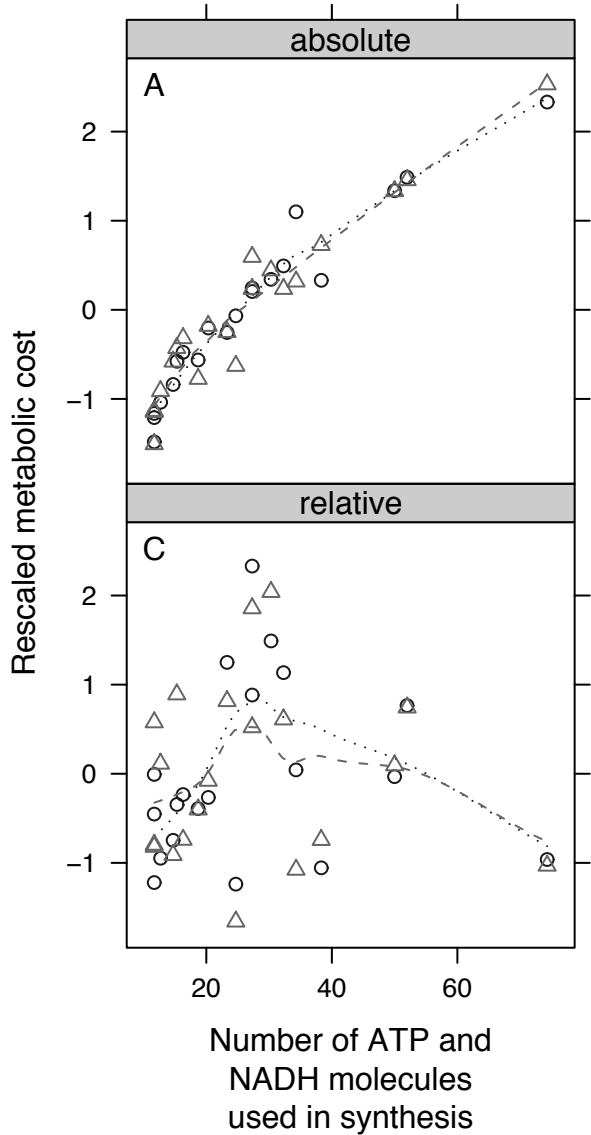 absolute
A
2
1
0
−1
relative
C
2
1
0
−1
Rescaled metabolic cost
20 40 60
Number of ATP and
NADH molecules
used in synthesis